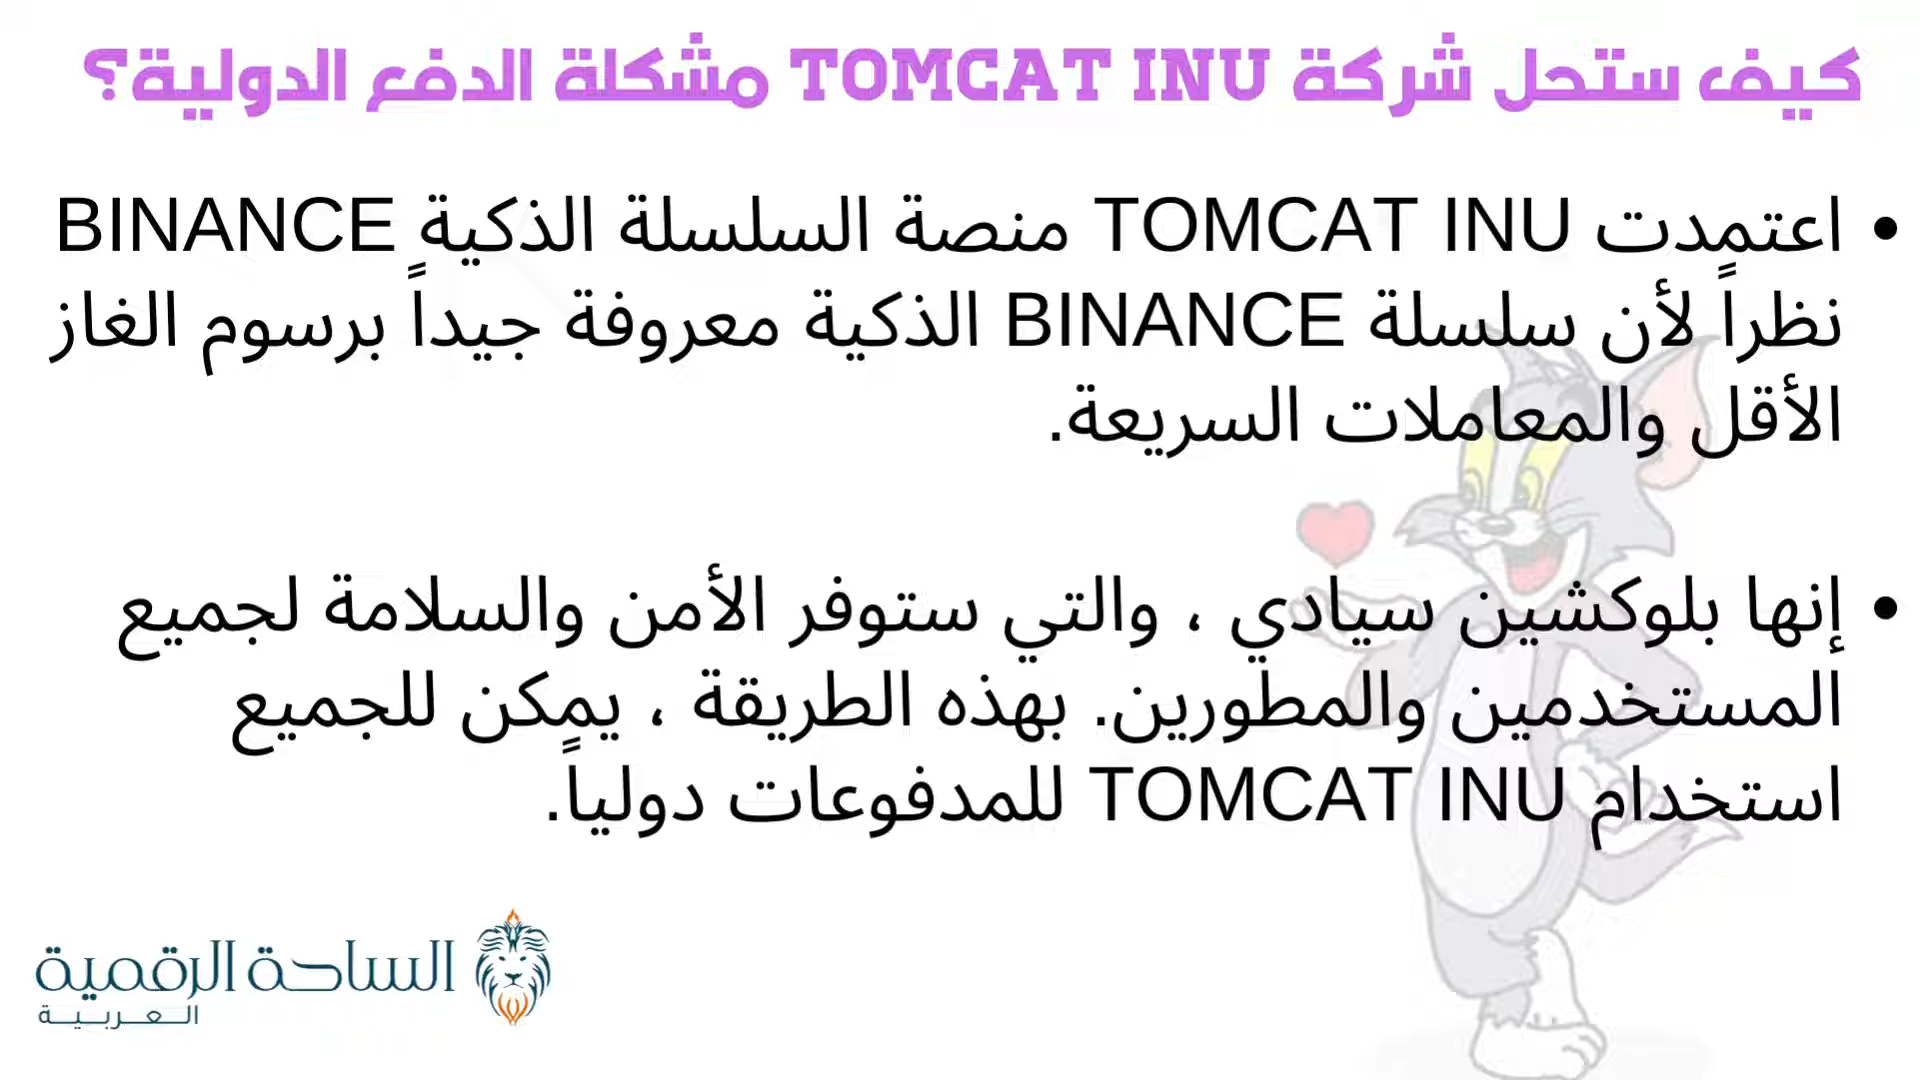 كيف ستحل شركة TOMCAT INU مشكلة الدفع الدولية؟
• اعتمدت TOMCAT INU منصة السلسلة الذكية BINANCE
نظراً لأن سلسلة BINANCE الذكية معروفة جيداً برسوم الغاز
الأقل والمعاملات السريعة.
• إنها بلوكشين سيادي ، والتي ستوفر الأمن والسلامة لجميع
المستخدمين والمطورين. بهذه الطريقة ، يمكن للجميع
استخدام TOMCAT INU للمدفوعات دولياً.
الساحة الرقمية
العربية